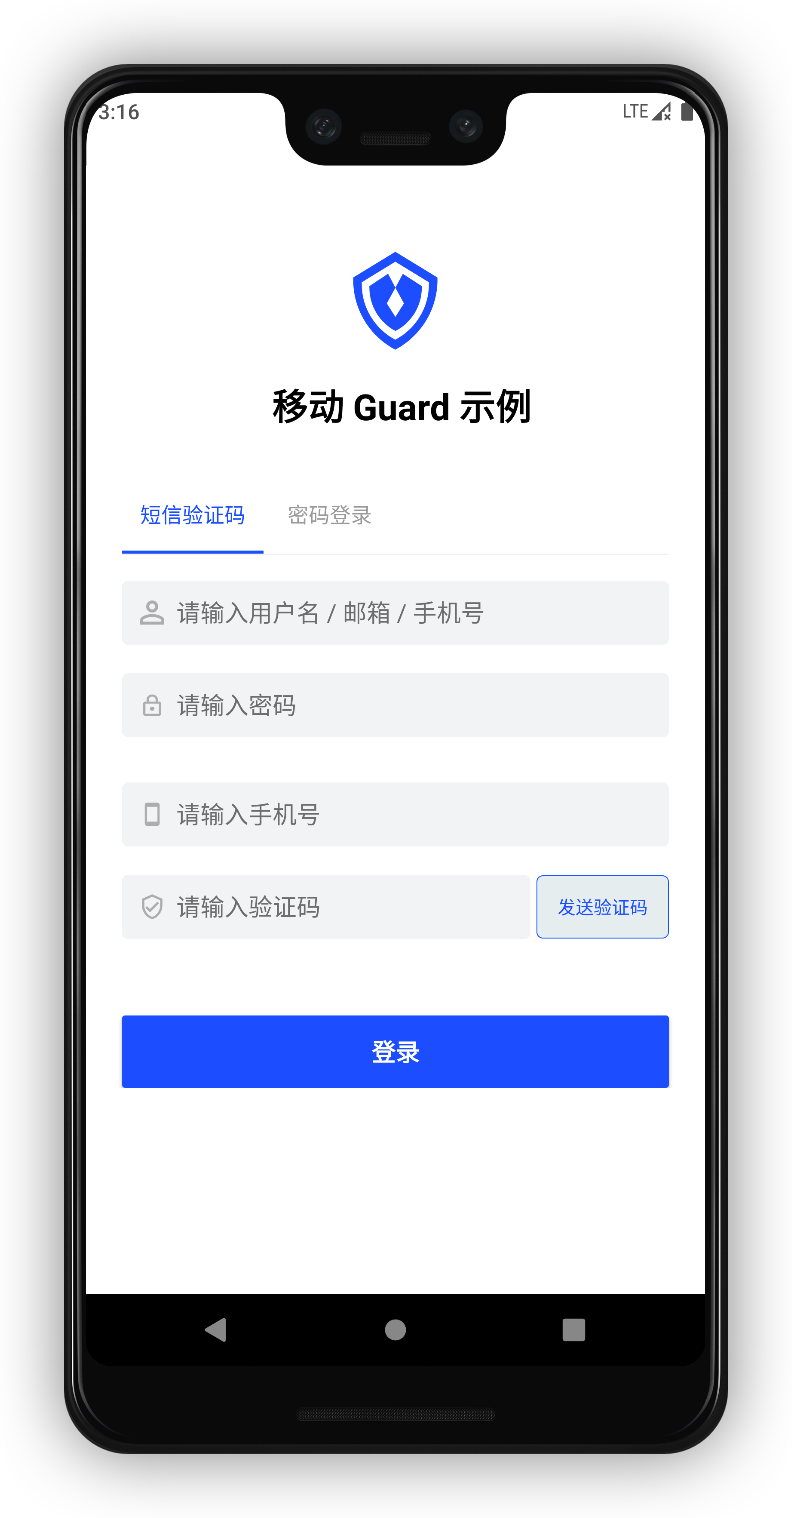 3:16 LTE
移动 Guard 示例
短信验证码 密码登录
请输入用户名 / 邮箱 / 手机号
请输入密码
请输入手机号
请输入验证码 发送验证码
登录